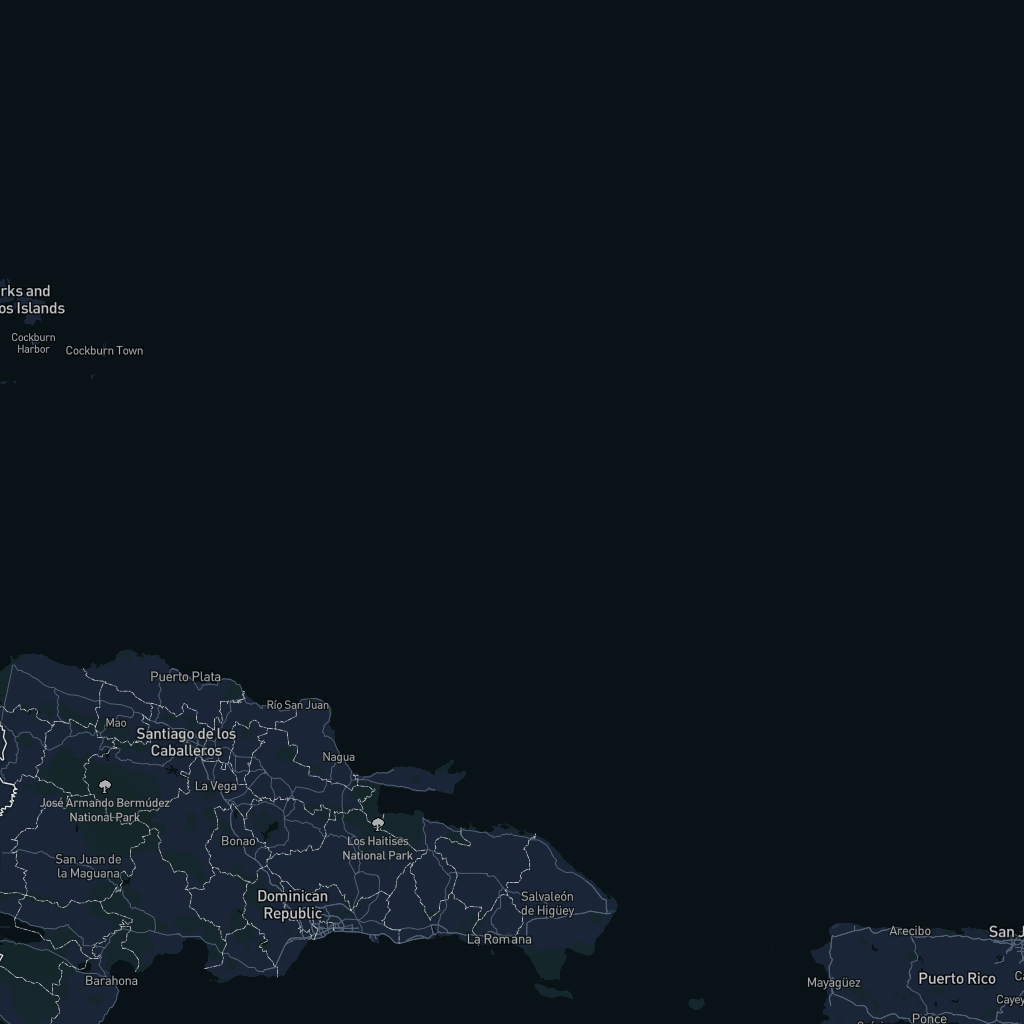 rks and
os Islands
Cockburn
Harbor
Cockburn Town
Puerto Plata
Río San Juan
Mao
Santiago de los
Caballeros
Nagua
La Vega
José Armando Bermúdez
National Park
Bonao
Los Haitises
National Park
San Juan de
la Maguana
Dominican
Republic
Salvaleón
de Higüey
La Romana
Arecibo
San J
Barahona
Mayagüez
Puerto Rico
Ca
Cayey
Ponce